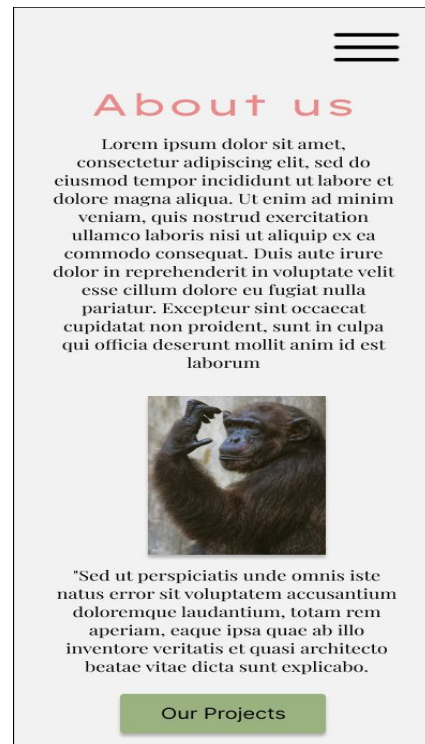 About us
Lorem ipsum dolor sit amet,
consectetur adipiscing elit, sed do
eiusmod tempor incididunt ut labore et
dolore magna aliqua. Ut enim ad minim
veniam, quis nostrud exercitation
ullamco laboris nisi ut aliquip ex ea
commodo consequat. Duis aute irure
dolor in reprehenderit in voluptate velit
esse cillum dolore eu fugiat nulla
pariatur. Excepteur sint occaecat
cupidatat non proident, sunt in culpa
qui officia deserunt mollit anim id est
laborum
"Sed ut perspiciatis unde omnis iste
natus error sit voluptatem accusantium
doloremque laudantium, totam rem
aperiam, eaque ipsa quae ab illo
inventore veritatis et quasi architecto
beatae vitae dicta sunt explicabo.
Our Projects